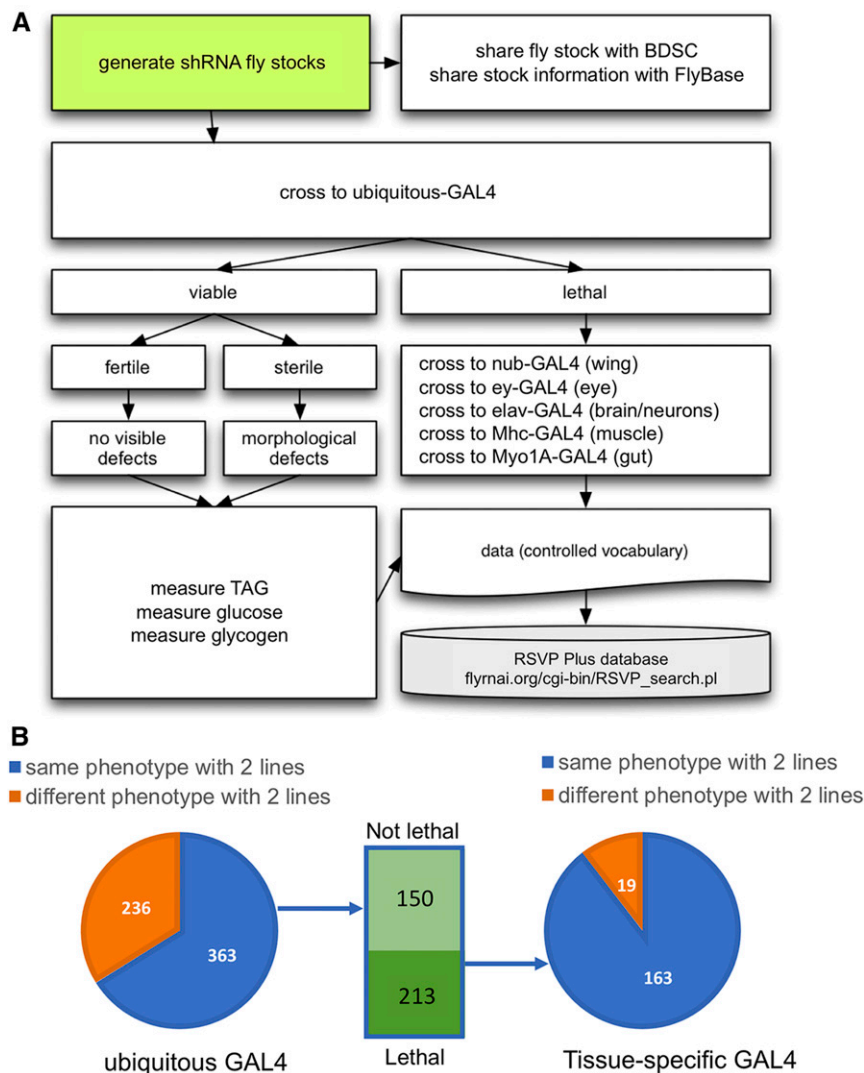 A
generate shRNA fly stocks
share fly stock with BDSC
share stock information with FlyBase
cross to ubiquitous-GAL4
viable
lethal
fertile
sterile
cross to nub-GAL4 (wing)
cross to ey-GAL4 (eye)
cross to elav-GAL4 (brain/neurons)
cross to Mhc-GAL4 (muscle)
cross to Myo1A-GAL4 (gut)
no visible
defects
morphological
defects
measure TAG
measure glucose
measure glycogen
data (controlled vocabulary)
RSVP Plus database
flyrnai.org/cgi-bin/RSVP_search.pl
B
same phenotype with 2 lines
different phenotype with 2 lines
same phenotype with 2 lines
different phenotype with 2 lines
236
363
ubiquitous GAL4
Not lethal
150
213
Lethal
19
163
Tissue-specific GAL4